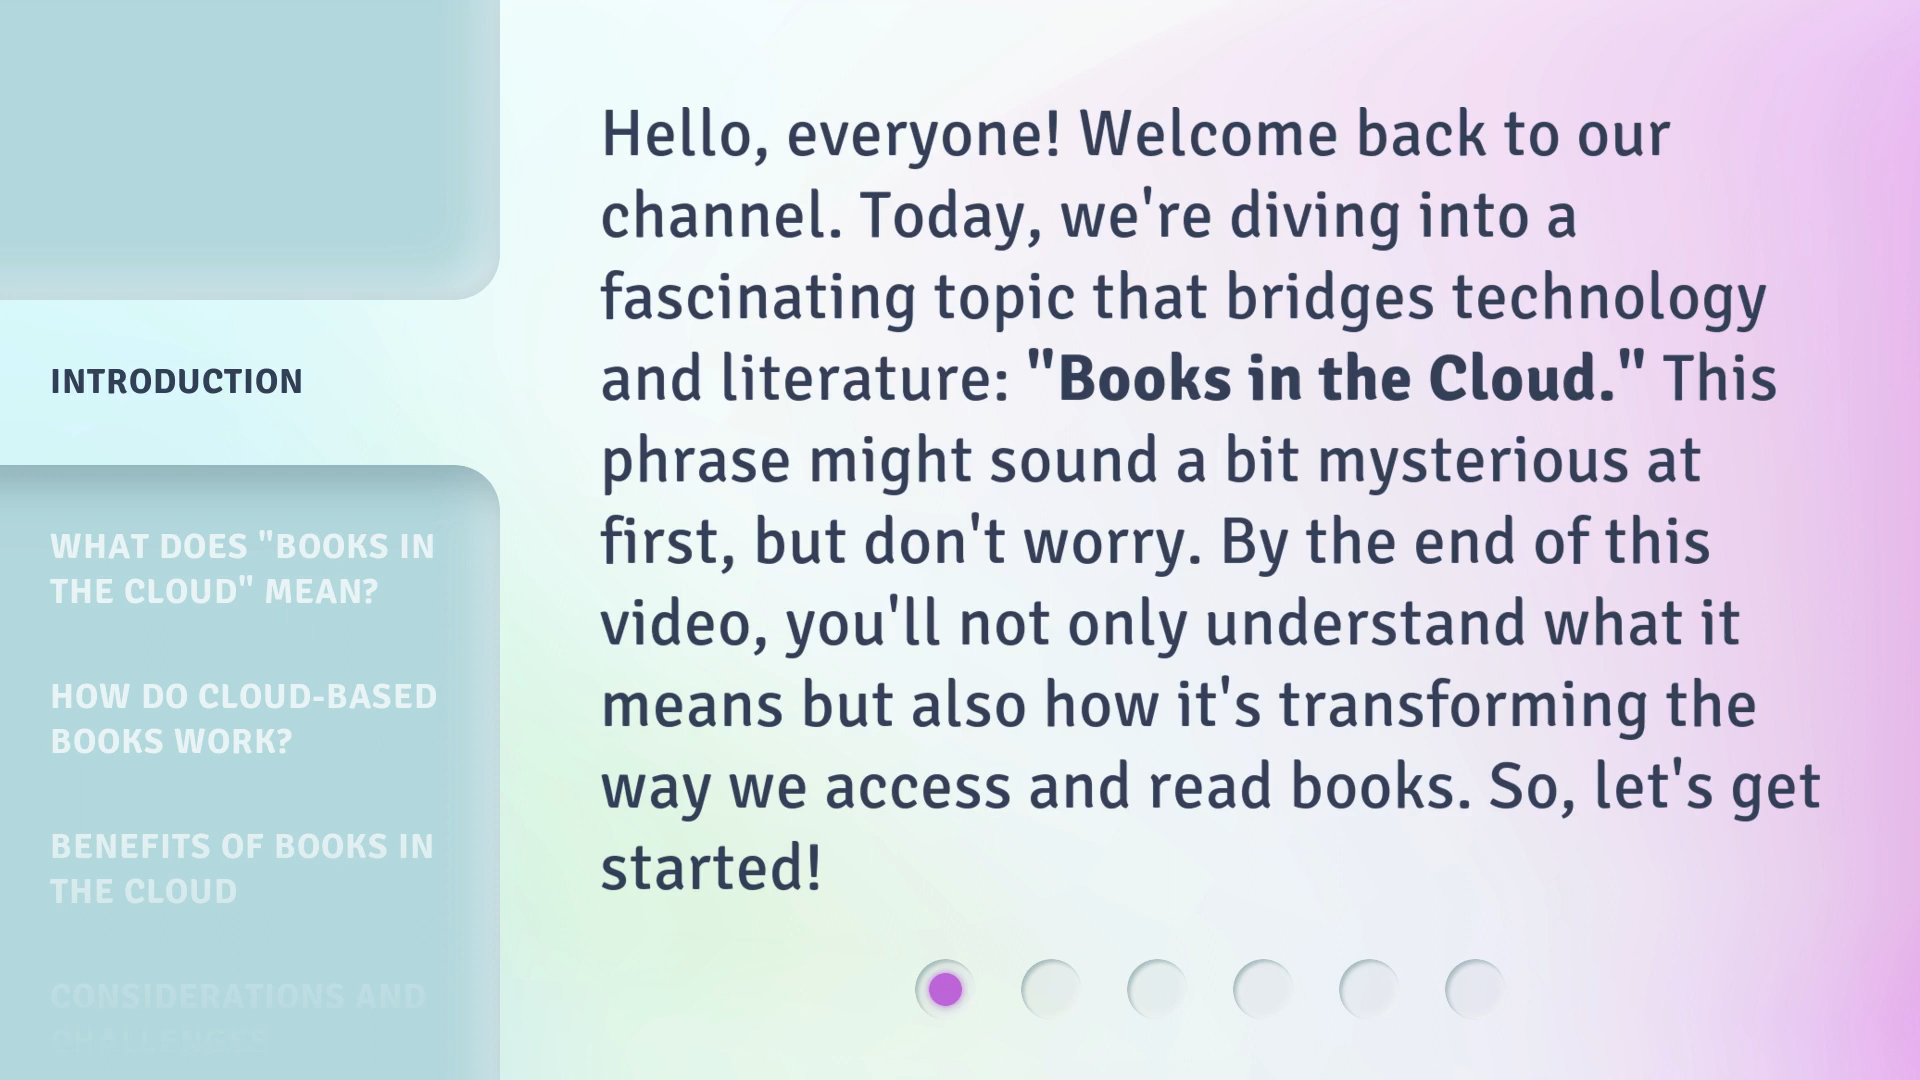 INTRODUCTION
WHAT DOES "BOOKS IN
THE CLOUD" MEAN?
HOW DO CLOUD-BASED
BOOKS WORK?
BENEFITS OF BOOKS IN
THE CLOUD
CONSIDERATIONS AND
CHALLENGES
Hello, everyone! Welcome back to our
channel. Today, we're diving into a
fascinating topic that bridges technology
and literature: "Books in the Cloud." This
phrase might sound a bit mysterious at
first, but don't worry. By the end of this
video, you'll not only understand what it
means but also how it's transforming the
way we access and read books. So, let's get
started!